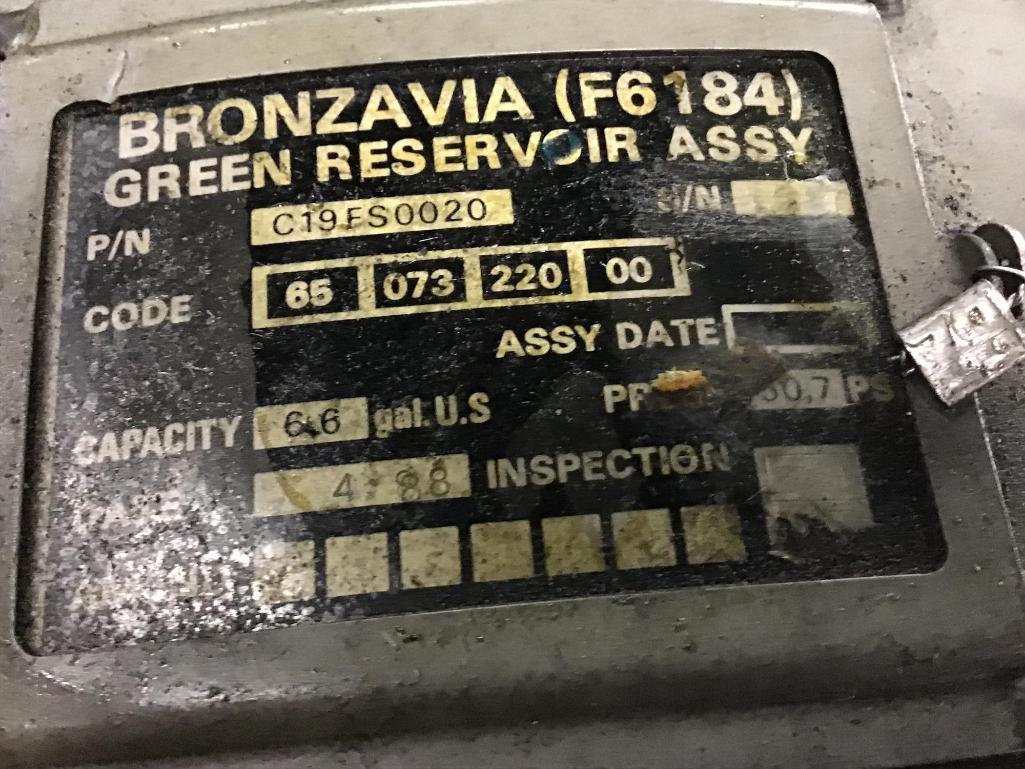 BRONZAVIA (F6184)
GREEN RESERVOIR ASSY
P/N C19FS0020 S/N
CODE 65 073 220 00
ASSY DATE
CAPACITY 6.6 gal.U.S
4 88 INSPECTION